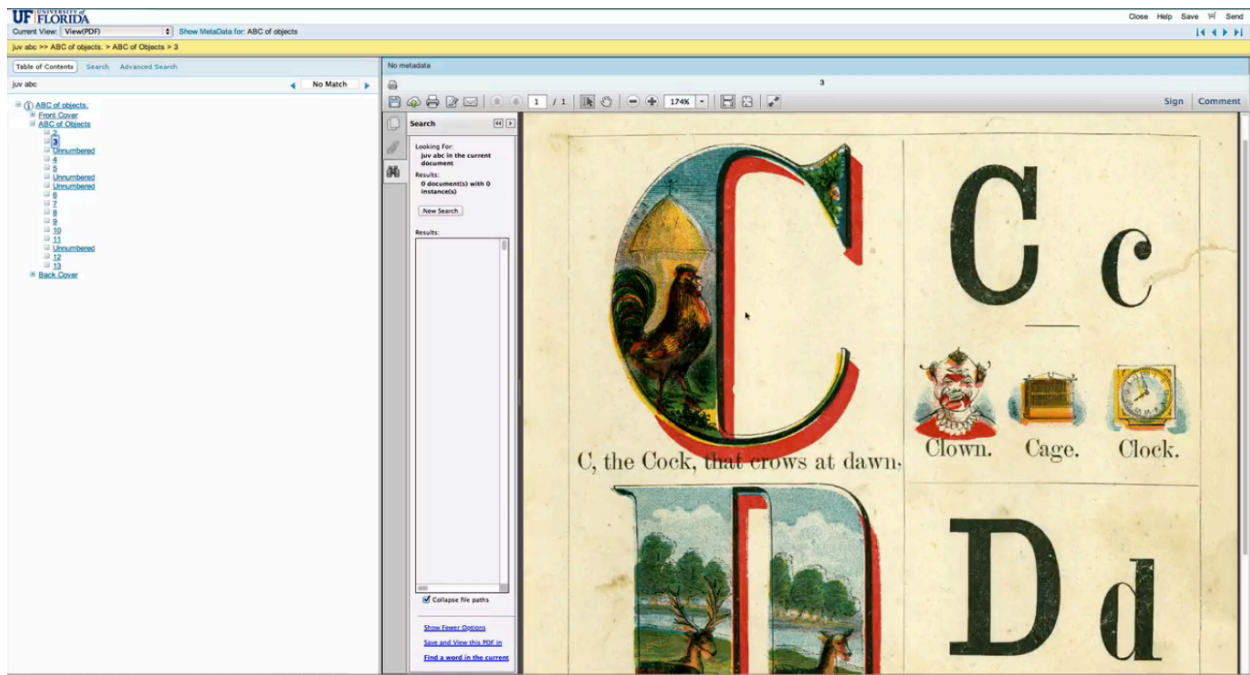 UF UNIVERSITY of
FLORIDA
Close Help Save Send
Current View: View(PDF) Show MetaData for: ABC of objects
juv abc >> ABC of objects. > ABC of Objects > 3
Table of Contents Search Advanced Search
juv abc No Match
ABC of objects.
Front Cover
ABC of Objects
2
3
Unnumbered
4
5
Unnumbered
Unnumbered
6
7
8
9
10
11
Unnumbered
12
13
Back Cover
No metadata
3
1 / 1 174% Sign Comment
Search
Looking For:
juv abc in the current
document
Results:
0 document(s) with 0
instance(s)
New Search
Results:
Collapse file paths
Show Fewer Options
Save and View this PDF in
Find a word in the current
C
C c
Clown. Cage. Clock.
C, the Cock, that crows at dawn,
D
D d